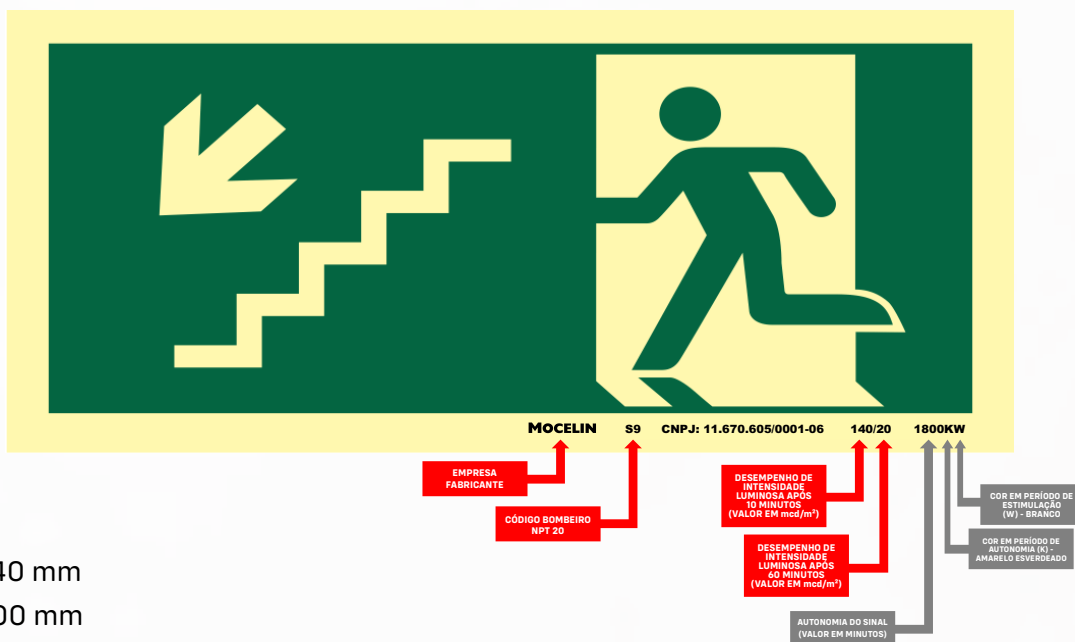 MOCELIN S9 CNPJ: 11.670.605/0001-06 140/20 1800KW
EMPRESA
FABRICANTE
CÓDIGO BOMBEIRO
NPT 20
DESEMPENHO DE
INTENSIDADE
LUMINOSA APÓS
10 MINUTOS
(VALOR EM mcd/m²)
DESEMPENHO DE
INTENSIDADE
LUMINOSA APÓS
60 MINUTOS
(VALOR EM mcd/m²)
COR EM PERÍODO DE
ESTIMULAÇÃO
(W) - BRANCO
COR EM PERÍODO DE
AUTONOMIA (K) -
AMARELO ESVERDEADO
AUTONOMIA DO SINAL
(VALOR EM MINUTOS)
40 mm
00 mm